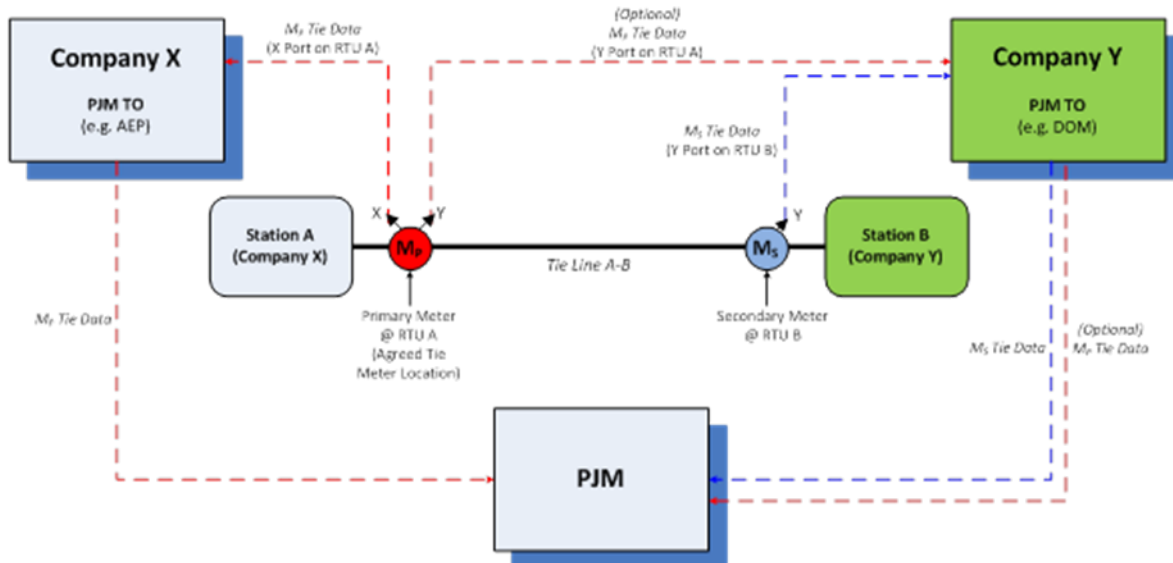 Company X
PJM TO
(e.g. AEP)
Mₚ Tie Data
(X Port on RTU A)
(Optional)
Mₚ Tie Data
(Y Port on RTU A)
Company Y
PJM TO
(e.g. DOM)
Mₛ Tie Data
(Y Port on RTU B)
Station A
(Company X)
X
Y
Mₚ
Tie Line A-B
Y
Mₛ
Station B
(Company Y)
Primary Meter
@ RTU A
(Agreed Tie
Meter Location)
Secondary Meter
@ RTU B
Mₚ Tie Data
Mₛ Tie Data
(Optional)
Mₚ Tie Data
PJM